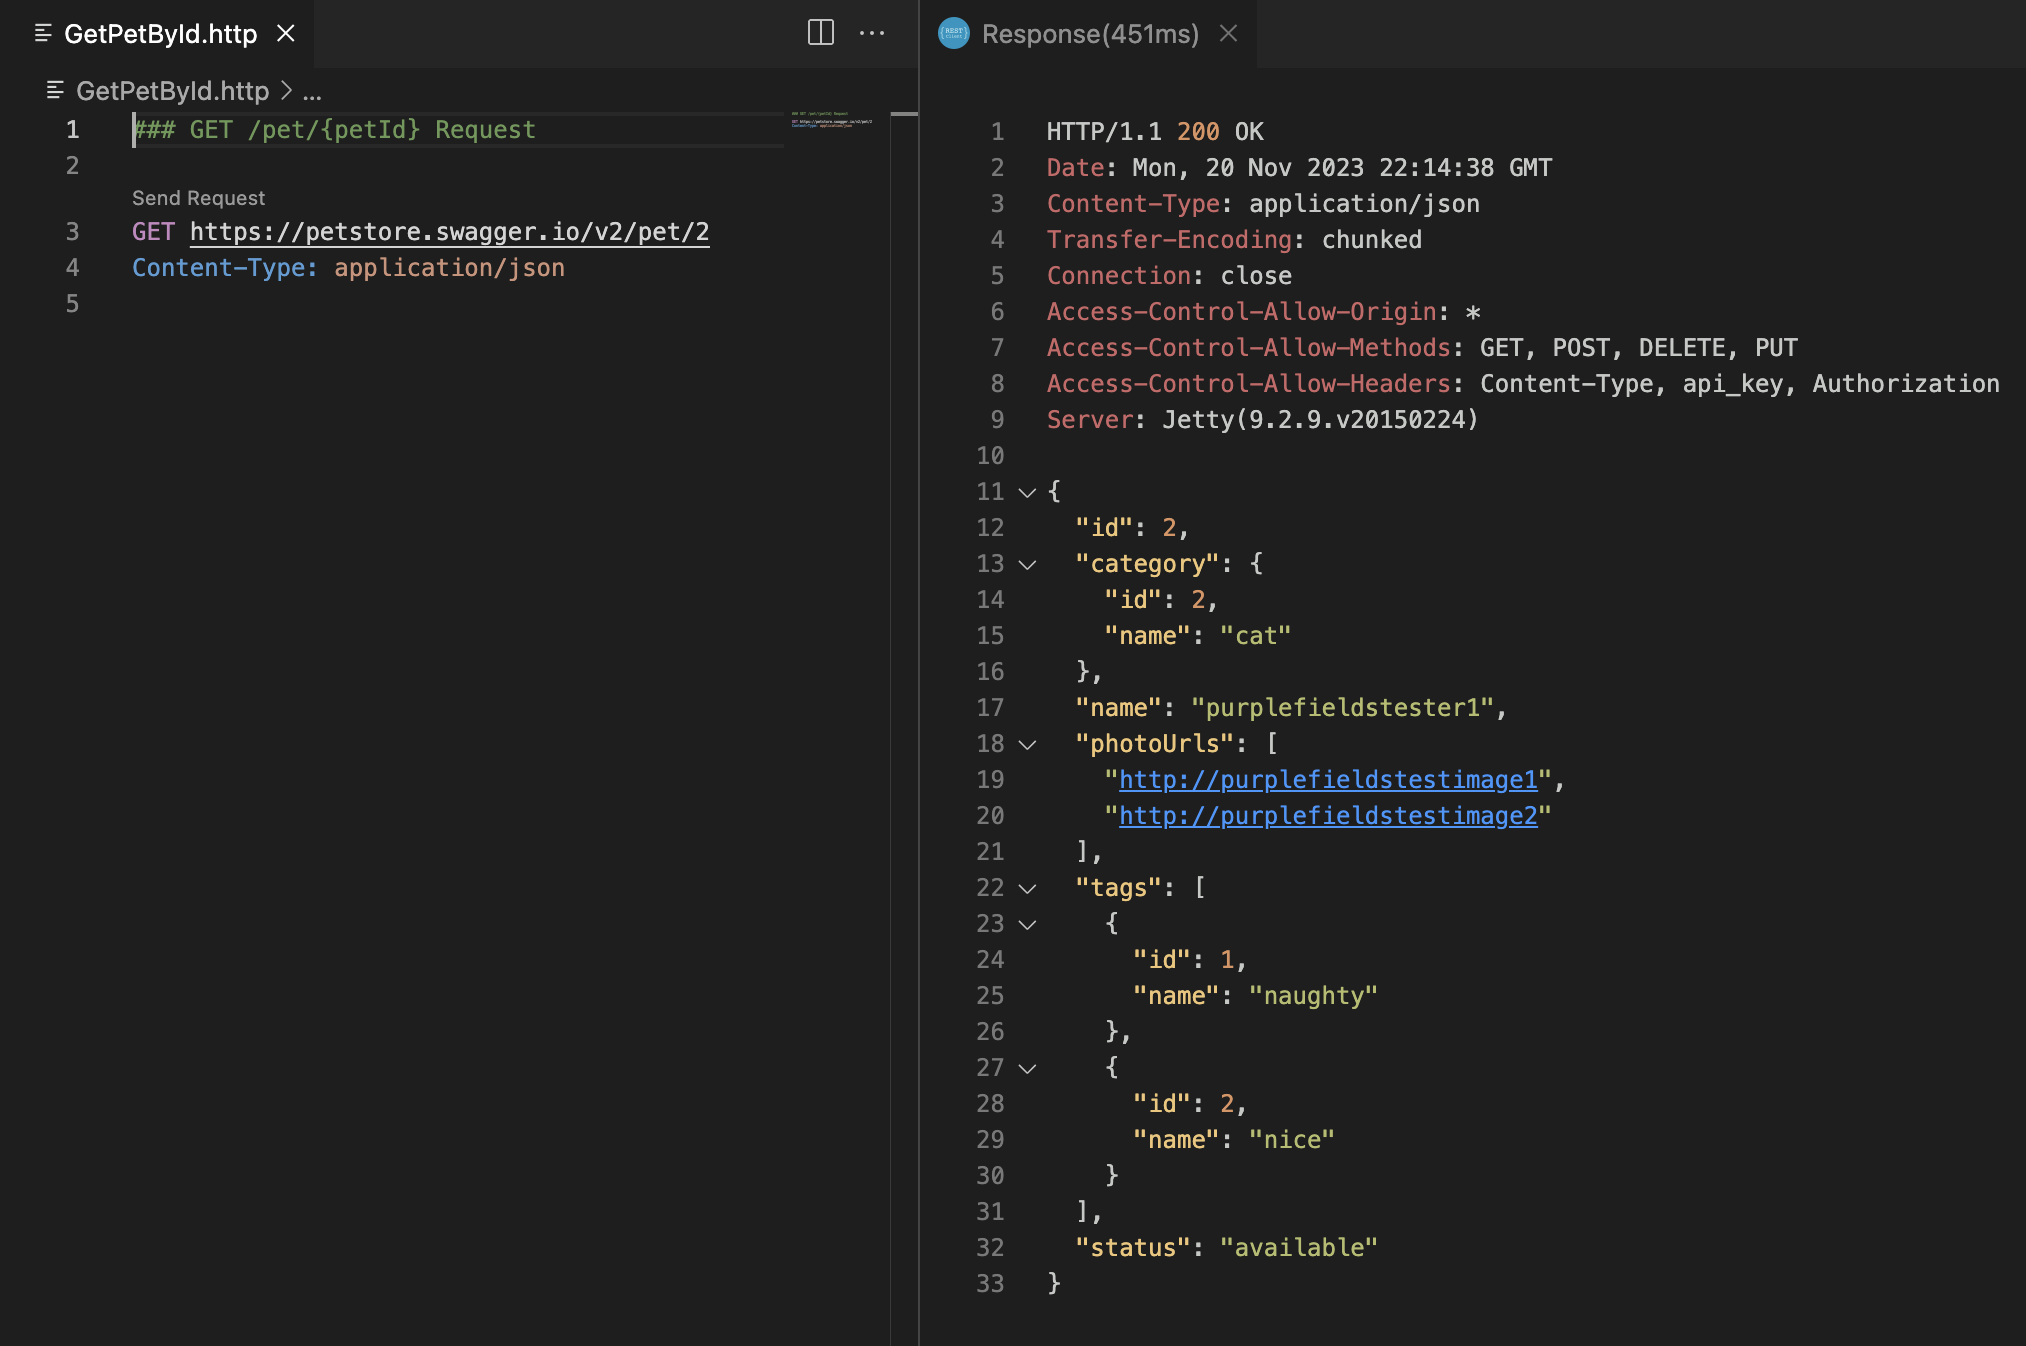 GetPetById.http
GetPetById.http > ...
1 ### GET /pet/{petId} Request
2
Send Request
3 GET https://petstore.swagger.io/v2/pet/2
4 Content-Type: application/json
5
Response(451ms)
1 HTTP/1.1 200 OK
2 Date: Mon, 20 Nov 2023 22:14:38 GMT
3 Content-Type: application/json
4 Transfer-Encoding: chunked
5 Connection: close
6 Access-Control-Allow-Origin: *
7 Access-Control-Allow-Methods: GET, POST, DELETE, PUT
8 Access-Control-Allow-Headers: Content-Type, api_key, Authorization
9 Server: Jetty(9.2.9.v20150224)
10
11 {
12 "id": 2,
13 "category": {
14 "id": 2,
15 "name": "cat"
16 },
17 "name": "purplefieldstester1",
18 "photoUrls": [
19 "http://purplefieldstestimage1",
20 "http://purplefieldstestimage2"
21 ],
22 "tags": [
23 {
24 "id": 1,
25 "name": "naughty"
26 },
27 {
28 "id": 2,
29 "name": "nice"
30 }
31 ],
32 "status": "available"
33 }